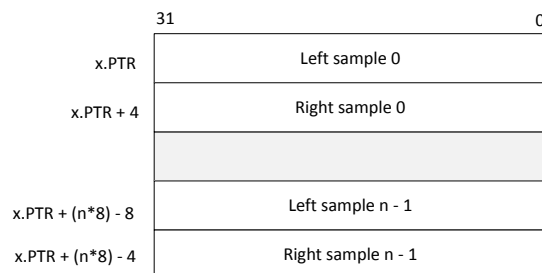 31 0
x.PTR Left sample 0
x.PTR + 4 Right sample 0
x.PTR + (n*8) - 8 Left sample n - 1
x.PTR + (n*8) - 4 Right sample n - 1